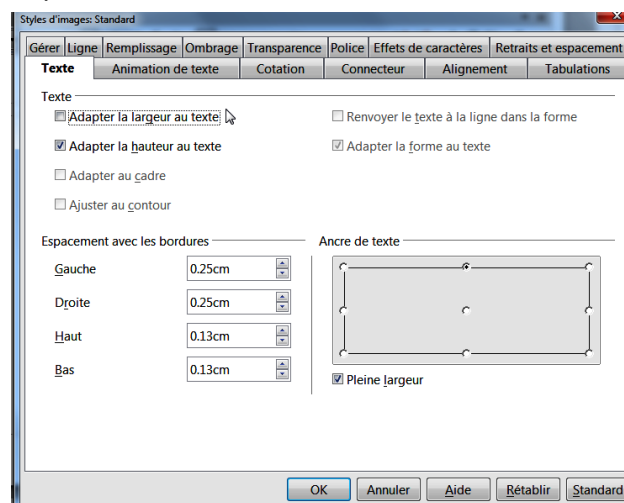 Styles d'images: Standard
Gérer Ligne Remplissage Ombrage Transparence Police Effets de caractères Retraits et espacement
Texte Animation de texte Cotation Connecteur Alignement Tabulations
Texte
Adapter la largeur au texte Renvoyer le texte à la ligne dans la forme
Adapter la hauteur au texte Adapter la forme au texte
Adapter au cadre
Ajuster au contour
Espacement avec les bordures Ancre de texte
Gauche 0.25cm
Droite 0.25cm
Haut 0.13cm
Bas 0.13cm
Pleine largeur
OK Annuler Aide Rétablir Standard